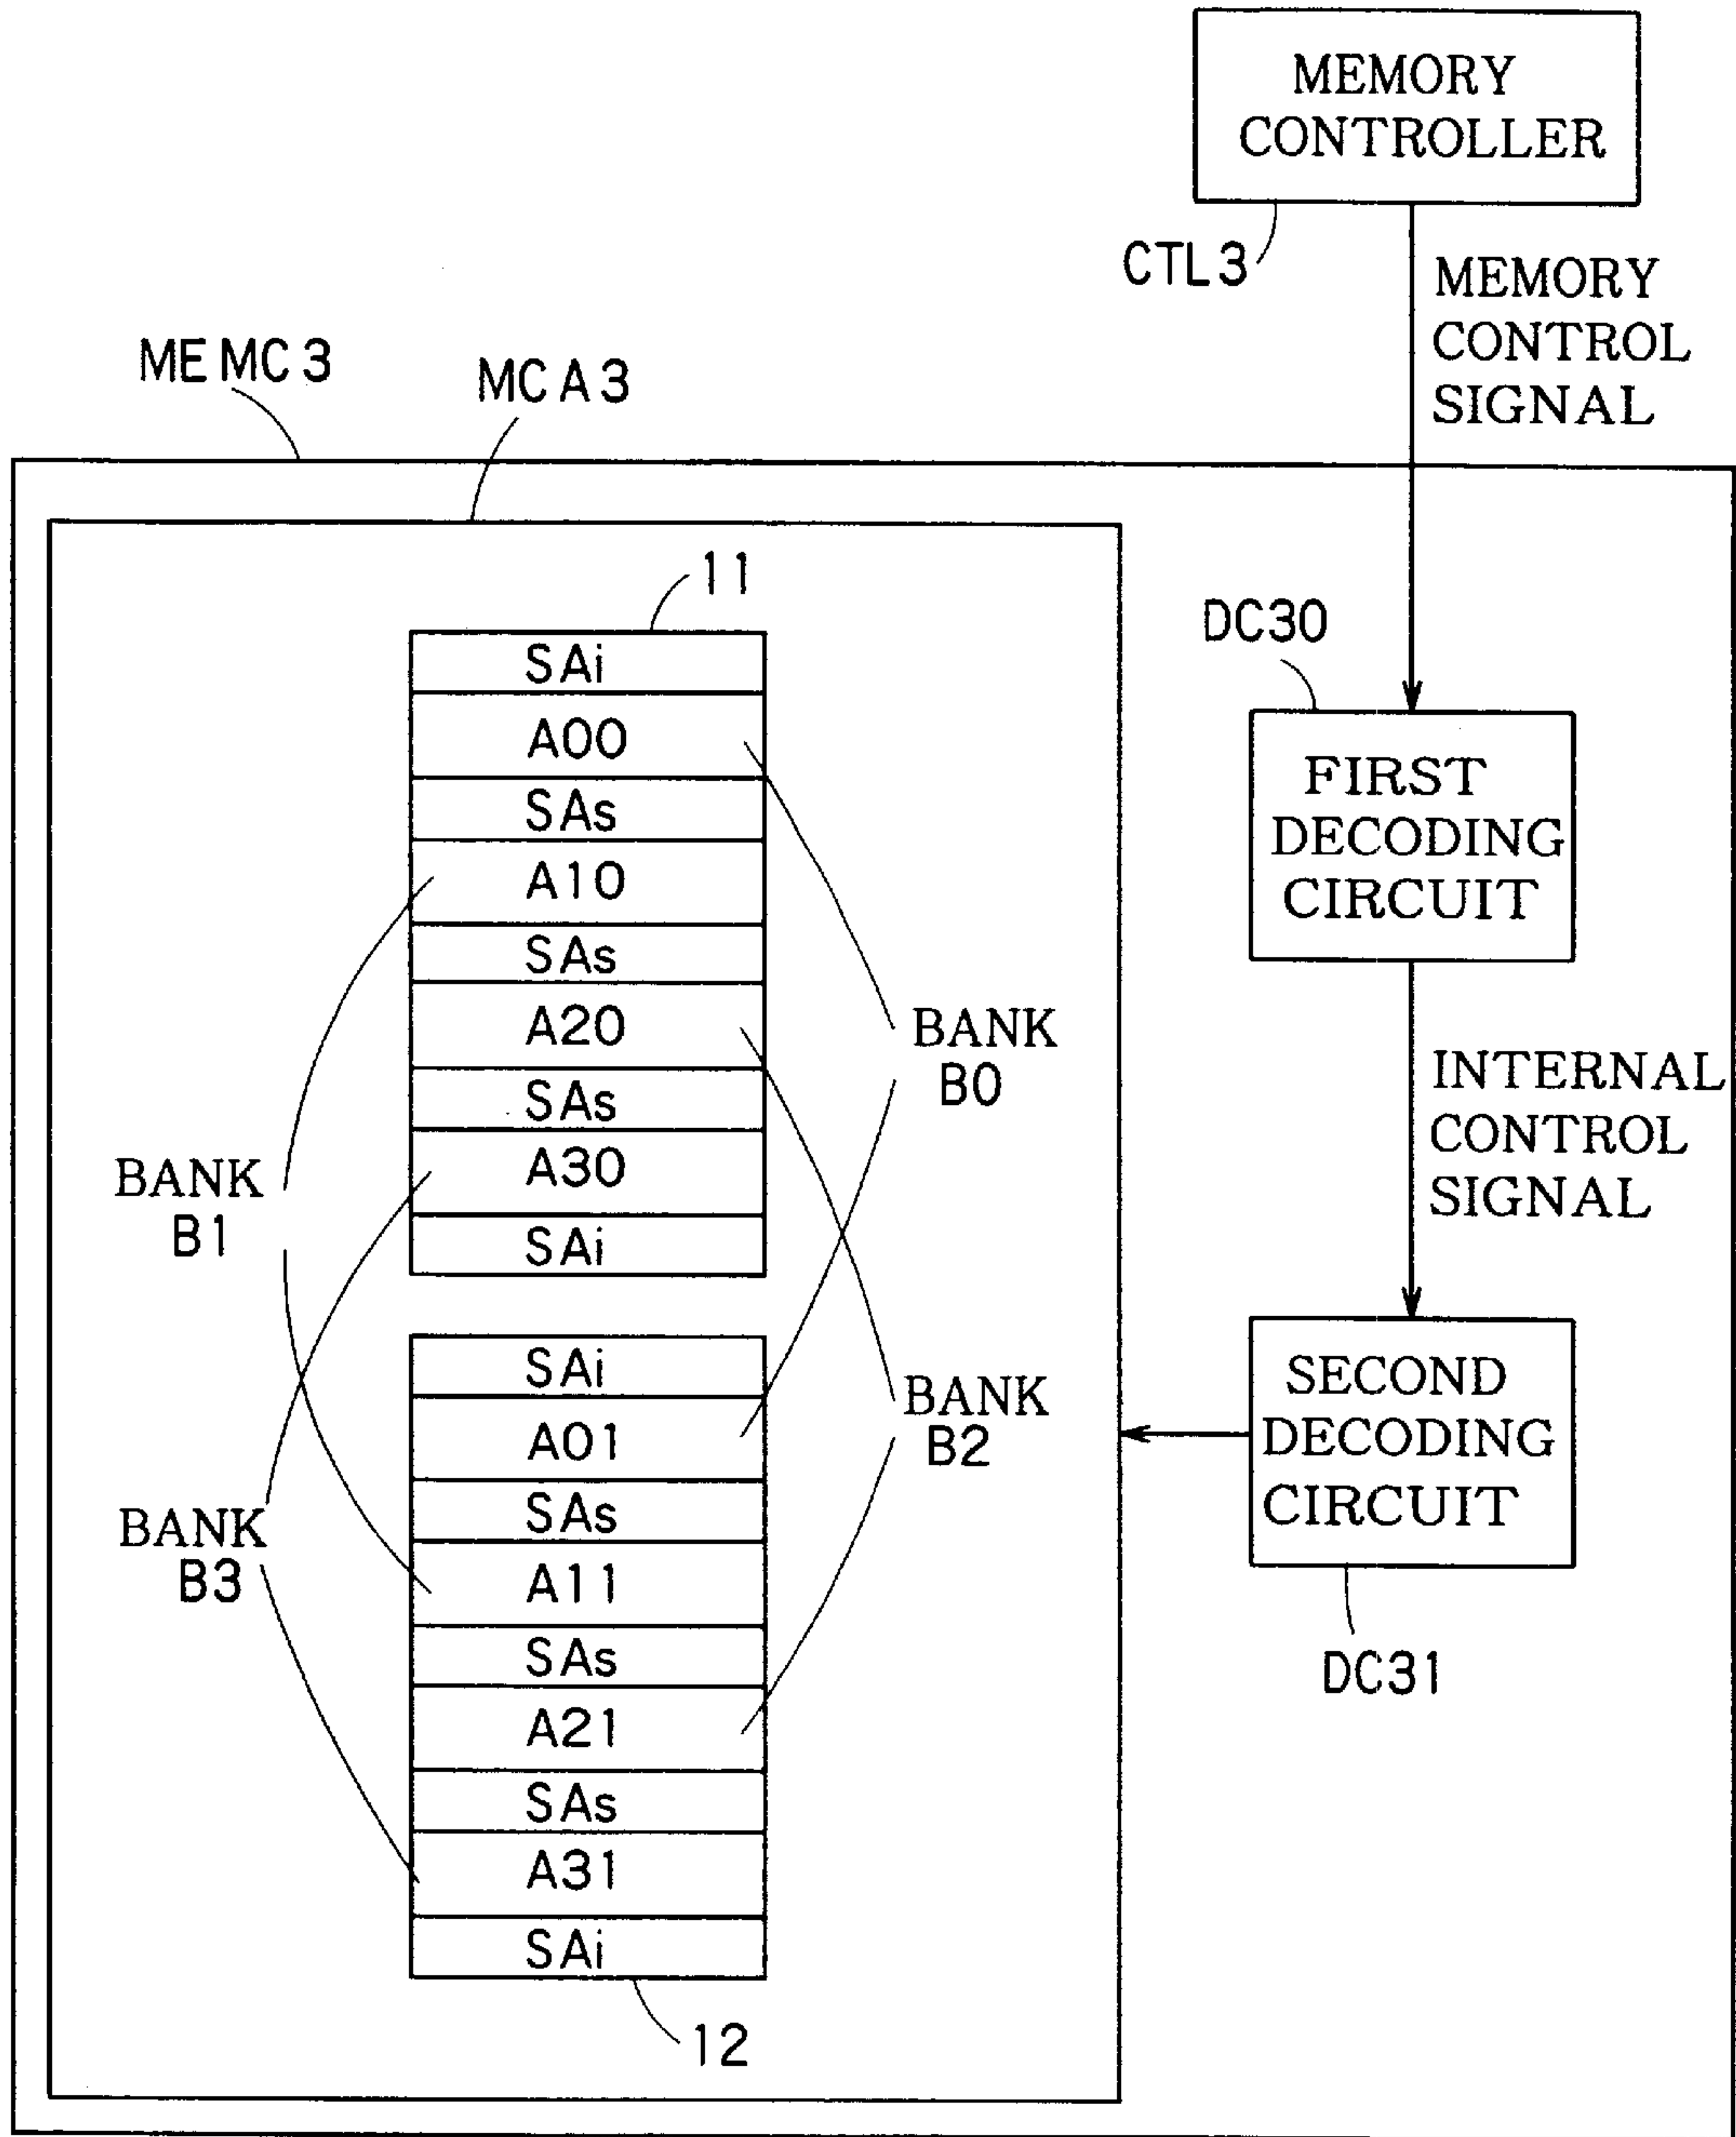 MEMORY
CONTROLLER
CTL3
MEMORY
CONTROL
SIGNAL
MEMC3
MCA3
11
SAi
A00
SAs
A10
SAs
A20
SAs
A30
SAi
BANK
B0
BANK
B1
DC30
FIRST
DECODING
CIRCUIT
INTERNAL
CONTROL
SIGNAL
SAi
A01
SAs
A11
SAs
A21
SAs
A31
SAi
12
BANK
B2
BANK
B3
SECOND
DECODING
CIRCUIT
DC31